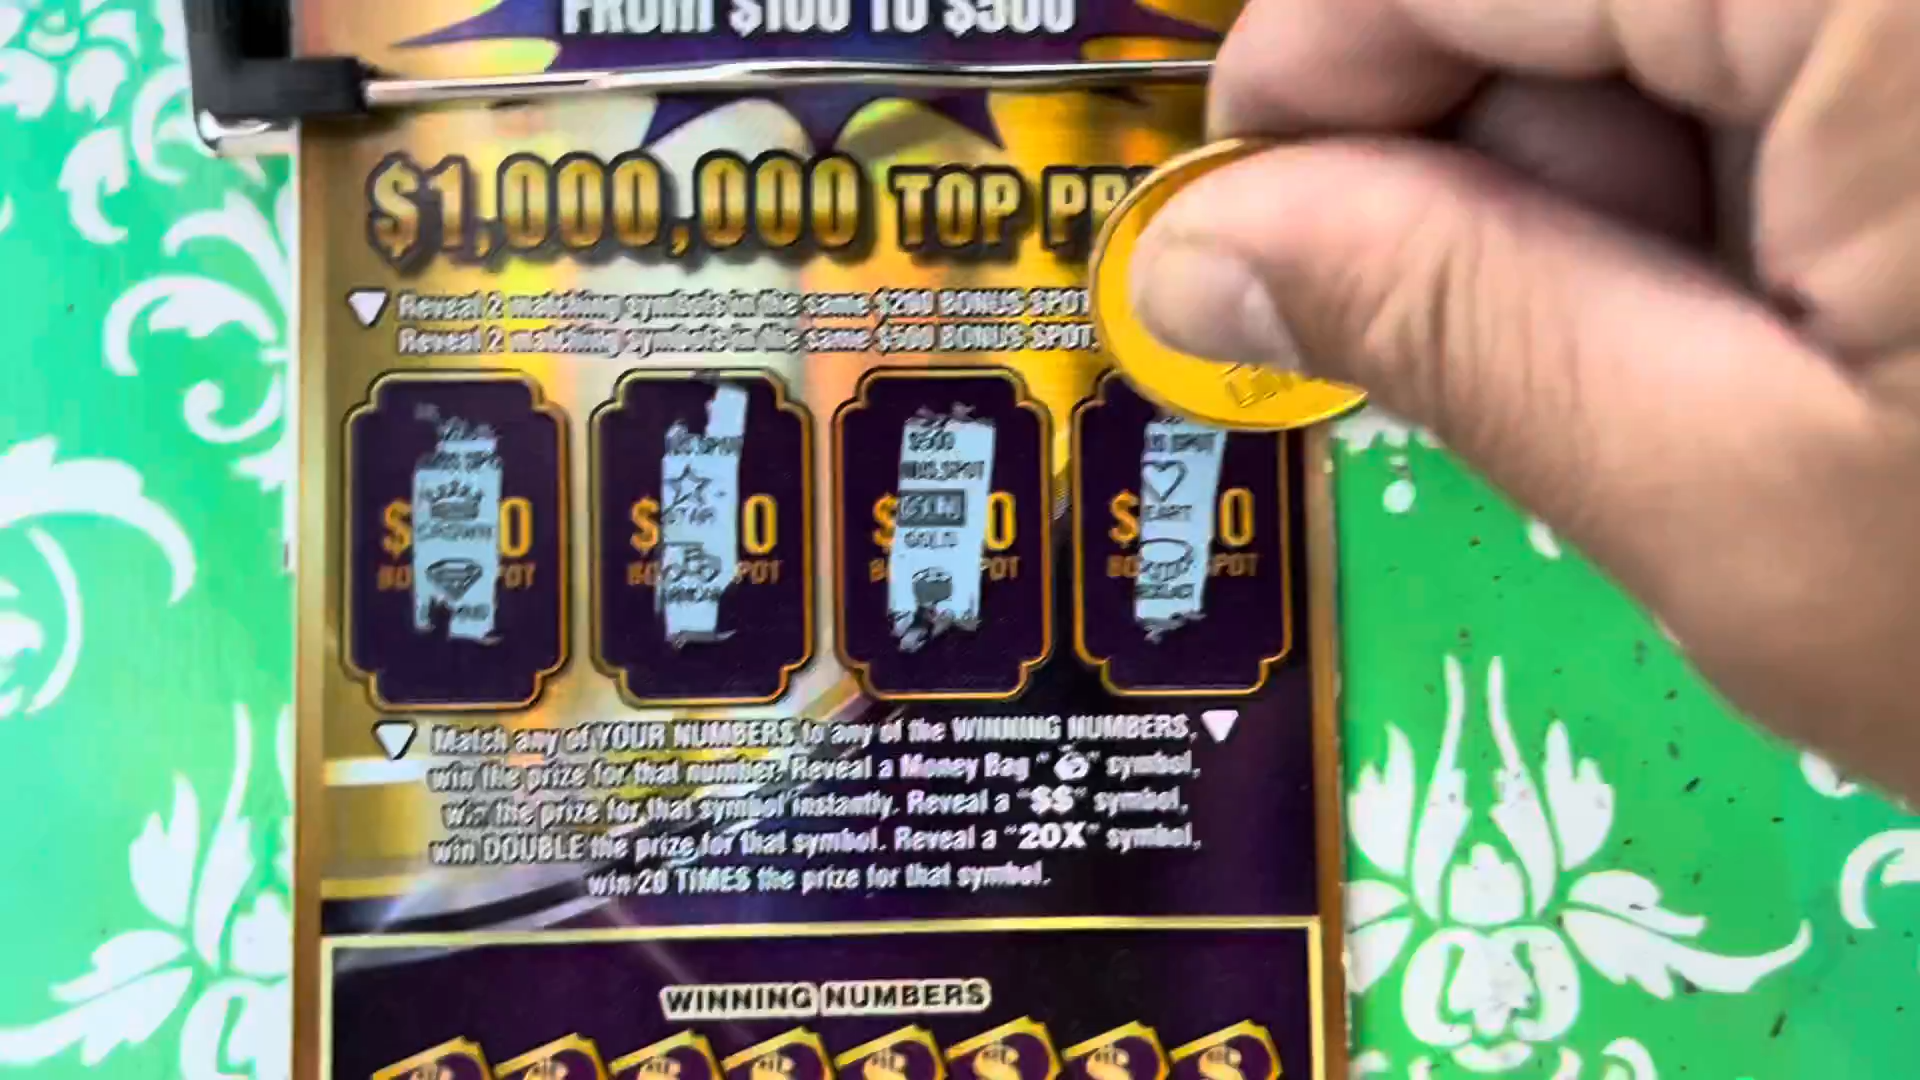 FROM $100 TO $500
$1,000,000 TOP
Reveal 2 matching symbols in the same $200 BONUS SPOT
Reveal 2 matching symbols in the same $500 BONUS SPOT.
CROWN
STAR
$500
GOLD
Match any of YOUR NUMBERS to any of the WINNING NUMBERS,
win the prize for that number. Reveal a Money Bag " " symbol,
win the prize for that symbol instantly. Reveal a "$$" symbol,
win DOUBLE the prize for that symbol. Reveal a "20X" symbol,
win 20 TIMES the prize for that symbol.
WINNING NUMBERS